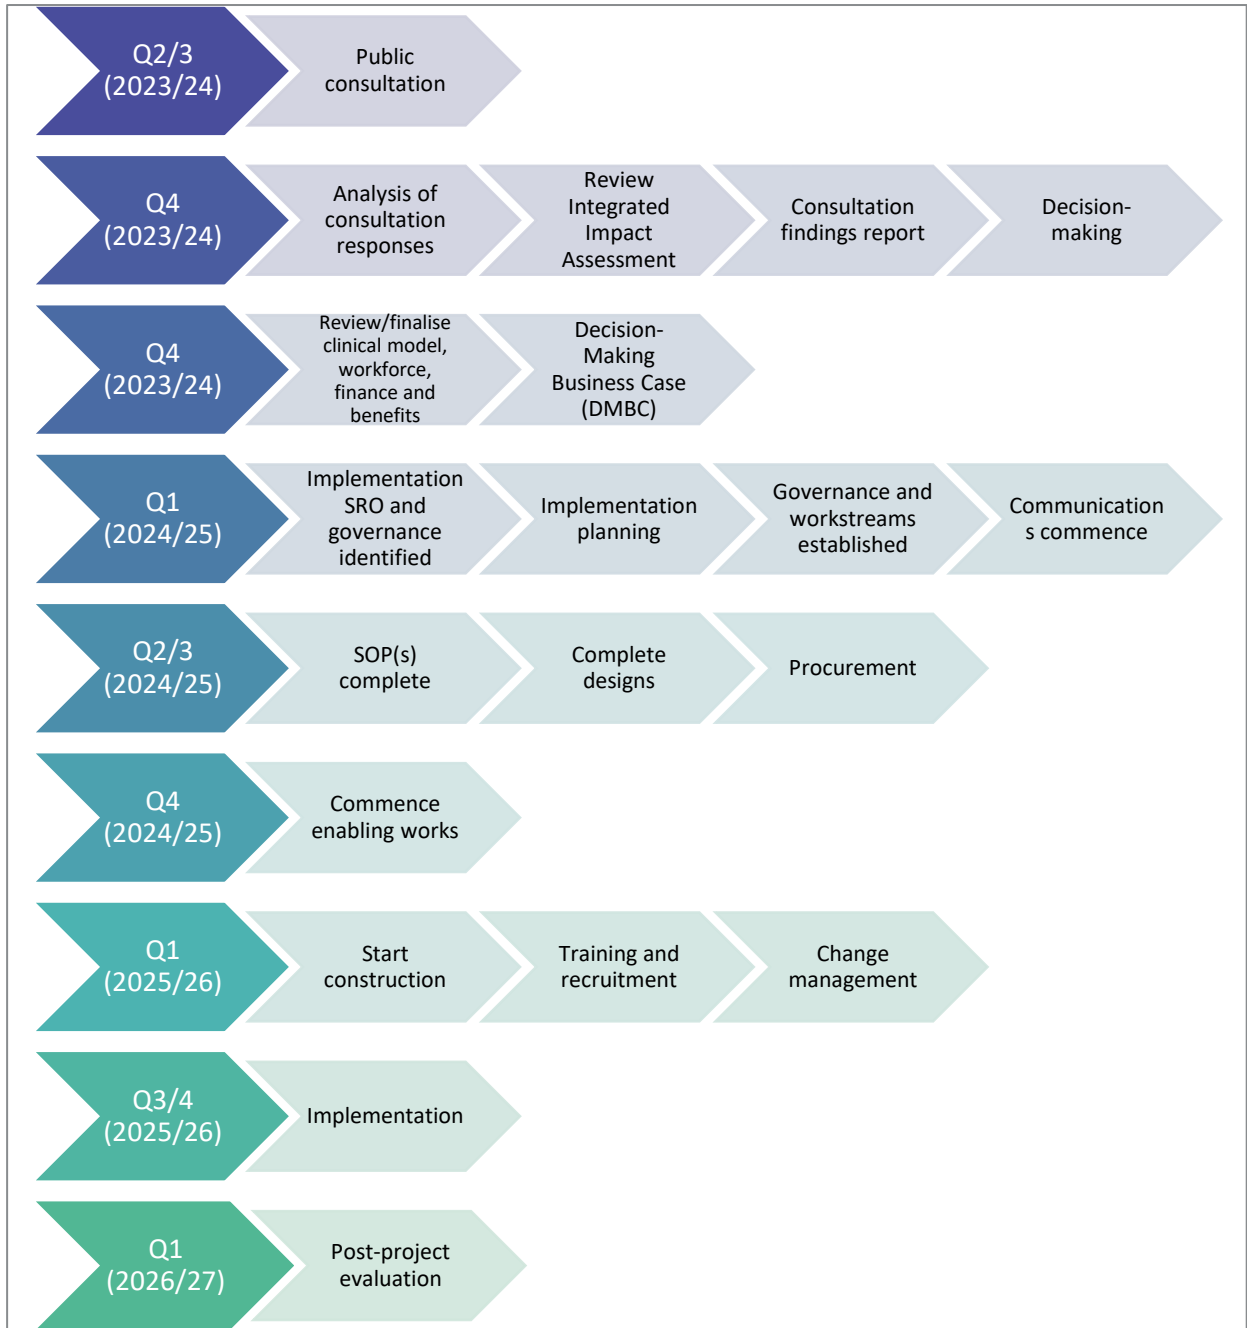 Q2/3
(2023/24)
Public
consultation
Q4
(2023/24)
Analysis of
consultation
responses
Review
Integrated
Impact
Assessment
Consultation
findings report
Decision-
making
Q4
(2023/24)
Review/finalise
clinical model,
workforce,
finance and
benefits
Decision-
Making
Business Case
(DMBC)
Q1
(2024/25)
Implementation
SRO and
governance
identified
Implementation
planning
Governance and
workstreams
established
Communication
s commence
Q2/3
(2024/25)
SOP(s)
complete
Complete
designs
Procurement
Q4
(2024/25)
Commence
enabling works
Q1
(2025/26)
Start
construction
Training and
recruitment
Change
management
Q3/4
(2025/26)
Implementation
Q1
(2026/27)
Post-project
evaluation